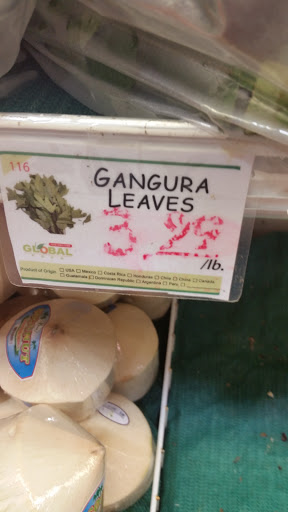 116
GANGURA
LEAVES
GLOBAL
3.29
/lb.
Product of Origin: □ USA □ Mexico □ Costa Rica □ Honduras □ Chile □ China □ Canada
□ Guatemala □ Dominican Republic □ Argentina □ Peru □